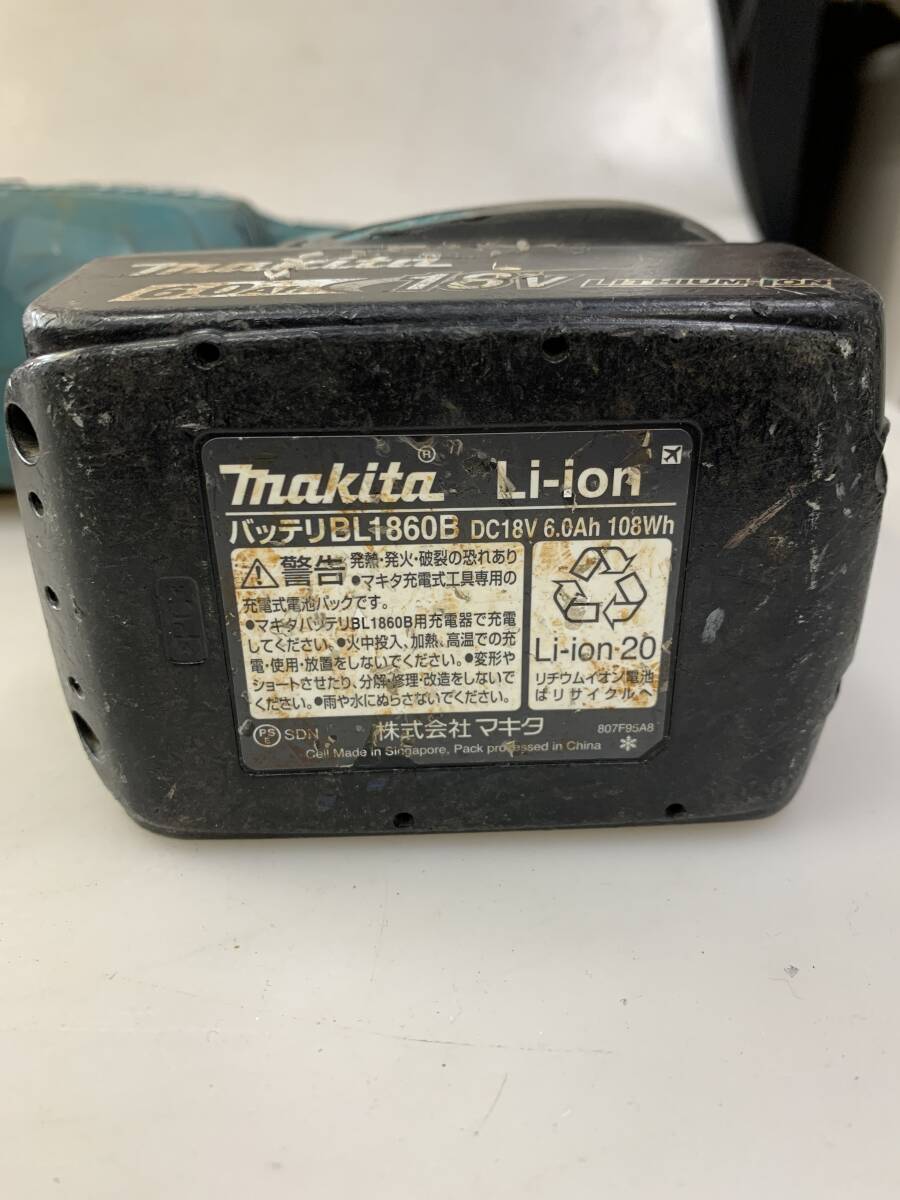 makita
18V LITHIUM ION
makita® Li-ion
バッテリBL1860B DC18V 6.0Ah 108Wh
警告 発熱・発火・破裂の恐れあり
●マキタ充電式工具専用の
充電式電池パックです。
●マキタバッテリBL1860B用充電器で充電
してください。●火中投入、加熱、高温での充
電・使用・放置をしないでください。●変形や
ショートさせたり、分解・修理・改造をしないで
ください。●雨や水にぬらさないでください。
Li-ion 20
リチウムイオン電池
はリサイクルへ
PS E SDN 株式会社 マキタ 807F95A8
Cell Made in Singapore, Pack processed in China